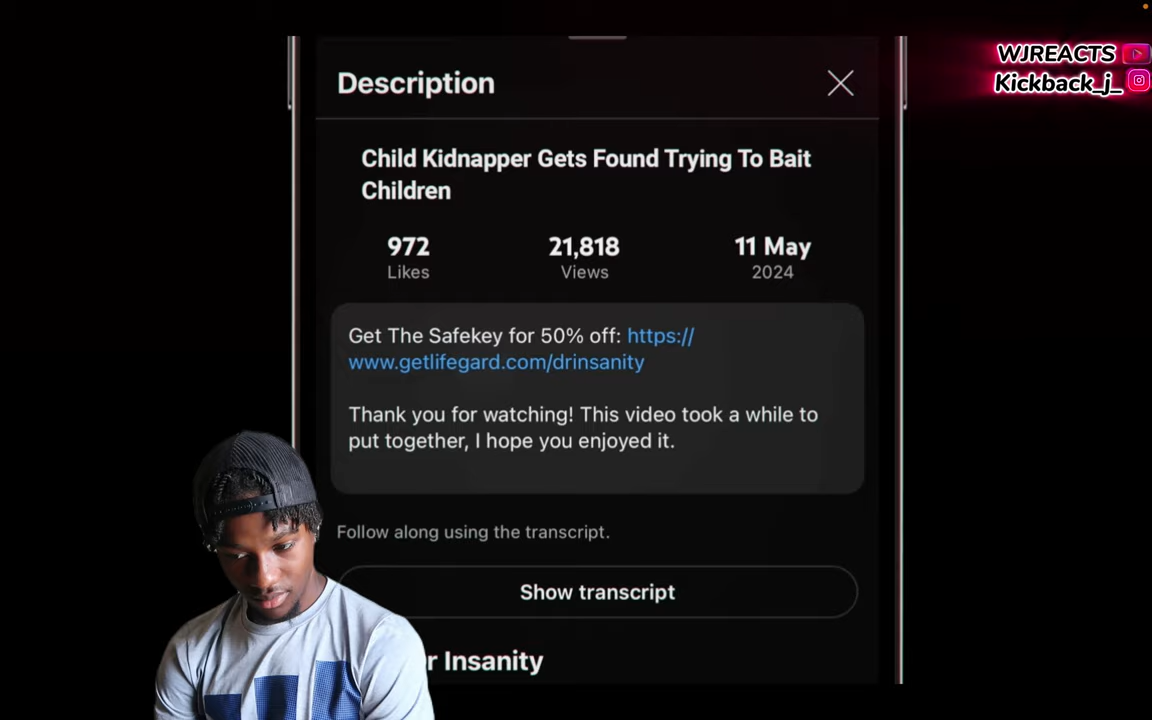 WJREACTS
Kickback_j_
Description
Child Kidnapper Gets Found Trying To Bait
Children
972
21,818
11 May
Likes
Views
2024
Get The Safekey for 50% off: https://
www.getlifegard.com/drinsanity
Thank you for watching! This video took a while to
put together, I hope you enjoyed it.
Follow along using the transcript.
Show transcript
r Insanity